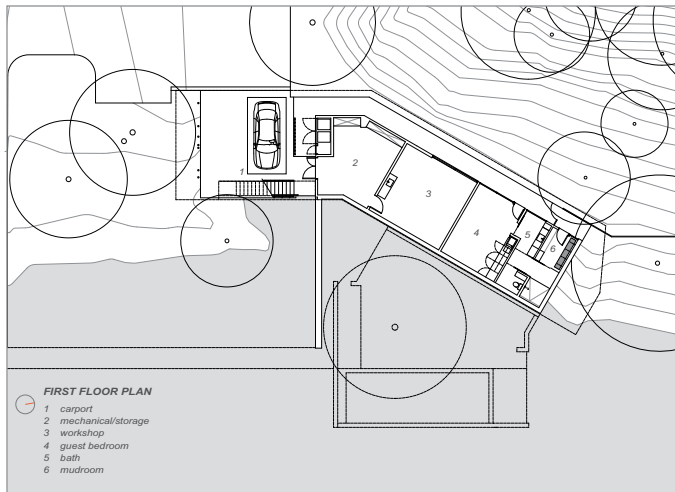 1
2
3
4
5
6
FIRST FLOOR PLAN
1 carport
2 mechanical/storage
3 workshop
4 guest bedroom
5 bath
6 mudroom